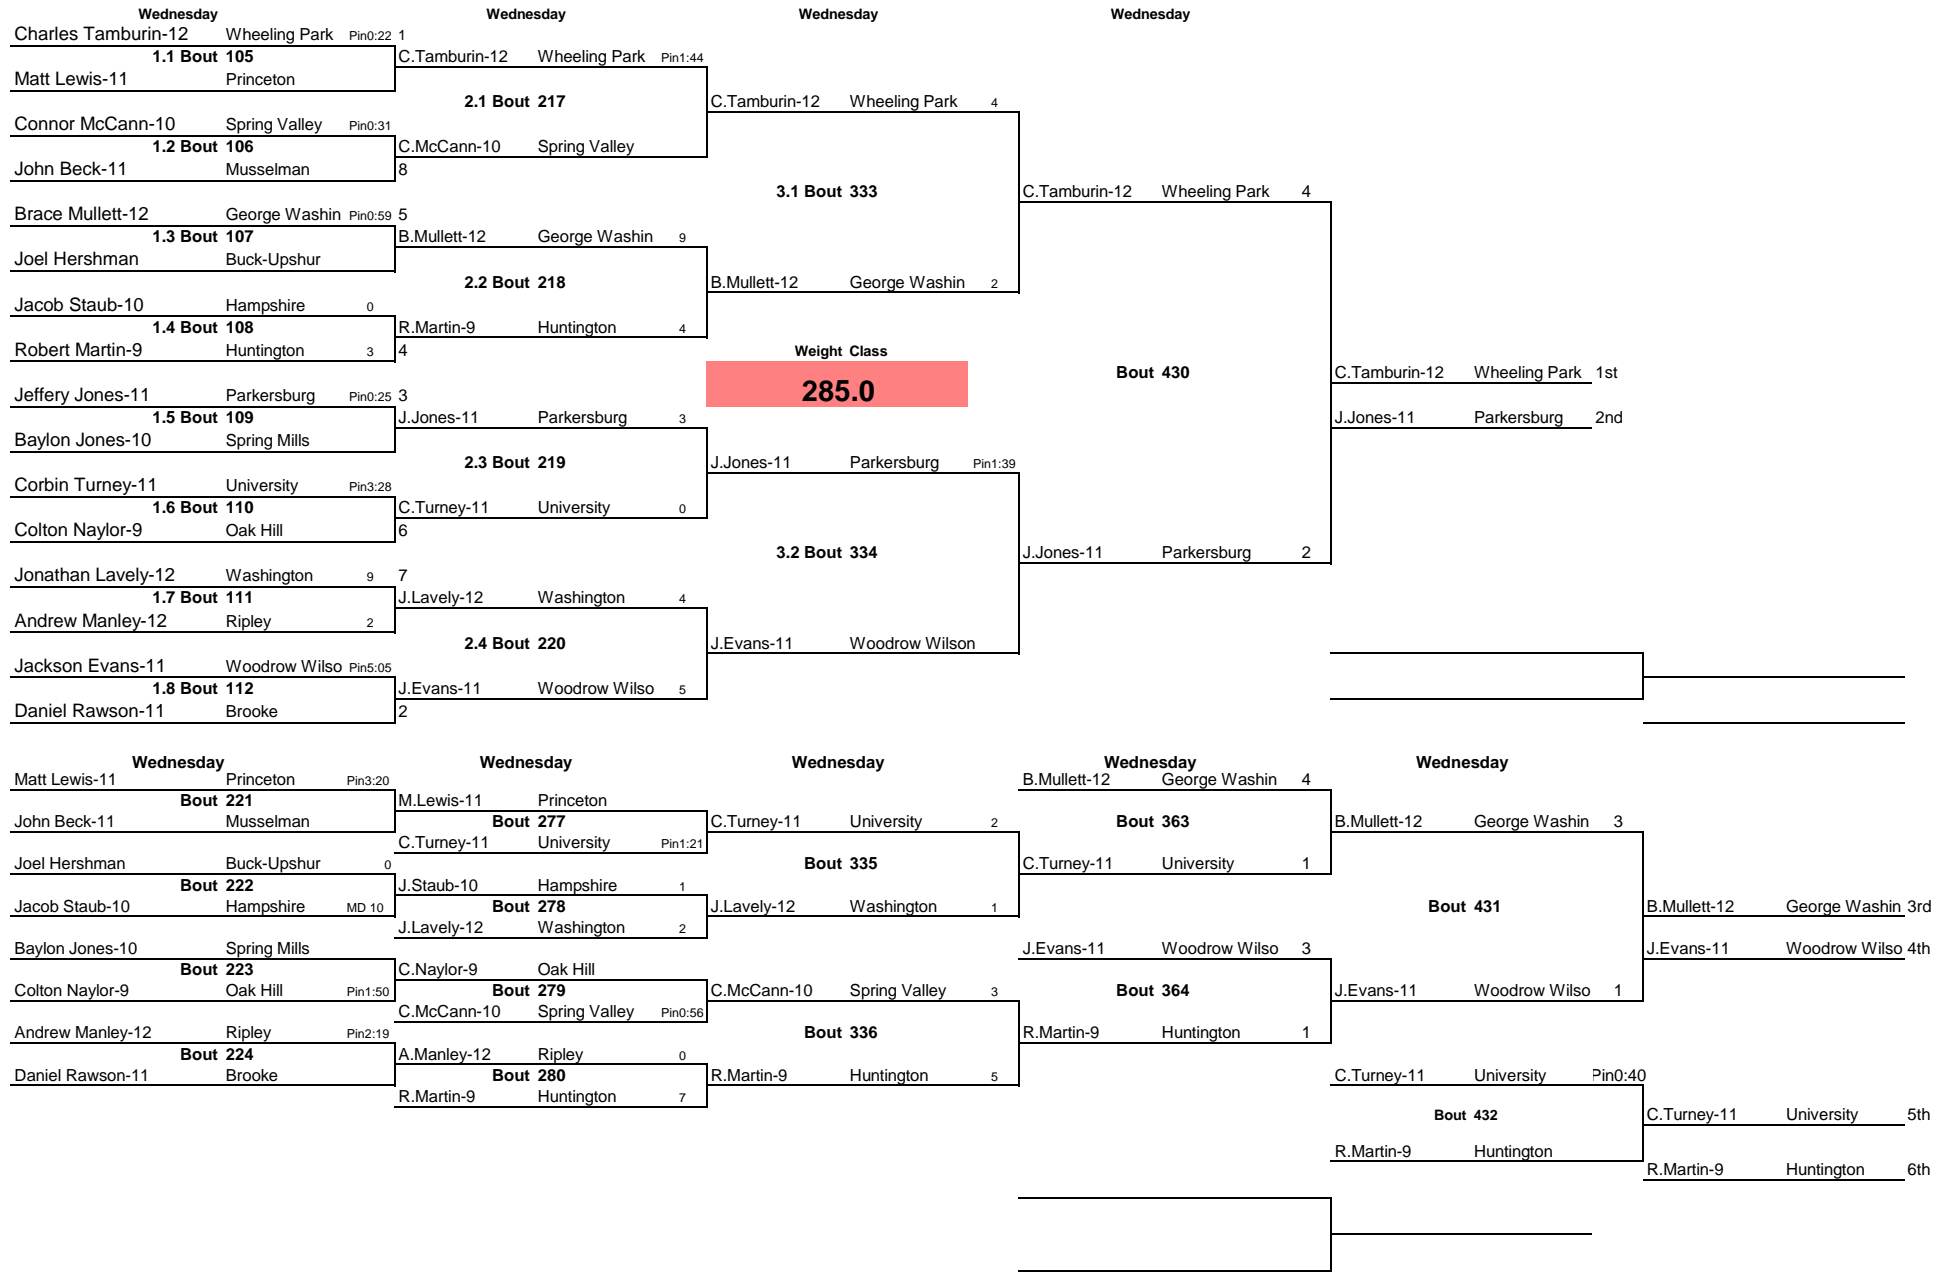 Wednesday Wednesday Wednesday Wednesday
Charles Tamburin-12 Wheeling Park Pin0:22 1
1.1 Bout 105 C.Tamburin-12 Wheeling Park Pin1:44
Matt Lewis-11 Princeton
2.1 Bout 217 C.Tamburin-12 Wheeling Park 4
Connor McCann-10 Spring Valley Pin0:31
1.2 Bout 106 C.McCann-10 Spring Valley
John Beck-11 Musselman 8
3.1 Bout 333 C.Tamburin-12 Wheeling Park 4
Brace Mullett-12 George Washin Pin0:59 5
1.3 Bout 107 B.Mullett-12 George Washin 9
Joel Hershman Buck-Upshur
2.2 Bout 218 B.Mullett-12 George Washin 2
Jacob Staub-10 Hampshire 0
1.4 Bout 108 R.Martin-9 Huntington 4
Robert Martin-9 Huntington 3 4 Weight Class
Bout 430 C.Tamburin-12 Wheeling Park 1st
Jeffery Jones-11 Parkersburg Pin0:25 3 285.0
1.5 Bout 109 J.Jones-11 Parkersburg 3 J.Jones-11 Parkersburg 2nd
Baylon Jones-10 Spring Mills
2.3 Bout 219 J.Jones-11 Parkersburg Pin1:39
Corbin Turney-11 University Pin3:28
1.6 Bout 110 C.Turney-11 University 0
Colton Naylor-9 Oak Hill 6
3.2 Bout 334 J.Jones-11 Parkersburg 2
Jonathan Lavely-12 Washington 9 7
1.7 Bout 111 J.Lavely-12 Washington 4
Andrew Manley-12 Ripley 2
2.4 Bout 220 J.Evans-11 Woodrow Wilson
Jackson Evans-11 Woodrow Wilso Pin5:05
1.8 Bout 112 J.Evans-11 Woodrow Wilso 5
Daniel Rawson-11 Brooke 2
Wednesday Wednesday Wednesday Wednesday Wednesday
Matt Lewis-11 Princeton Pin3:20 B.Mullett-12 George Washin 4
Bout 221 M.Lewis-11 Princeton
John Beck-11 Musselman Bout 277 C.Turney-11 University 2 Bout 363 B.Mullett-12 George Washin 3
C.Turney-11 University Pin1:21
Joel Hershman Buck-Upshur 0 Bout 335 C.Turney-11 University 1
Bout 222 J.Staub-10 Hampshire 1
Jacob Staub-10 Hampshire MD 10 Bout 278 J.Lavely-12 Washington 1 Bout 431 B.Mullett-12 George Washin 3rd
J.Lavely-12 Washington 2
Baylon Jones-10 Spring Mills J.Evans-11 Woodrow Wilso 3 J.Evans-11 Woodrow Wilso 4th
Bout 223 C.Naylor-9 Oak Hill
Colton Naylor-9 Oak Hill Pin1:50 Bout 279 C.McCann-10 Spring Valley 3 Bout 364 J.Evans-11 Woodrow Wilso 1
C.McCann-10 Spring Valley Pin0:56
Andrew Manley-12 Ripley Pin2:19 Bout 336 R.Martin-9 Huntington 1
Bout 224 A.Manley-12 Ripley 0
Daniel Rawson-11 Brooke Bout 280 R.Martin-9 Huntington 5 C.Turney-11 University Pin0:40
R.Martin-9 Huntington 7
Bout 432 C.Turney-11 University 5th
R.Martin-9 Huntington
R.Martin-9 Huntington 6th